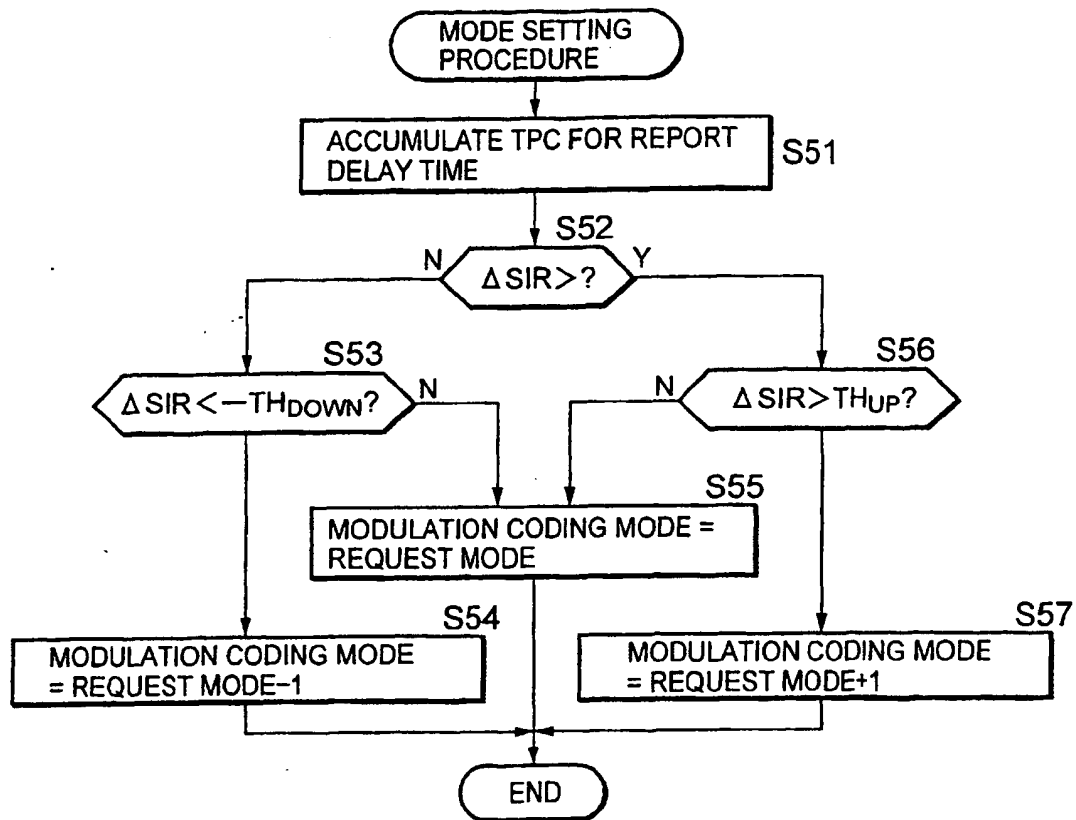 MODE SETTING
PROCEDURE
ACCUMULATE TPC FOR REPORT
DELAY TIME
S51
S52
N
Y
ΔSIR>?
S53
ΔSIR<−THDOWN?
N
S56
N
ΔSIR>THUP?
S55
MODULATION CODING MODE =
REQUEST MODE
S54
MODULATION CODING MODE
= REQUEST MODE−1
S57
MODULATION CODING MODE
= REQUEST MODE+1
END